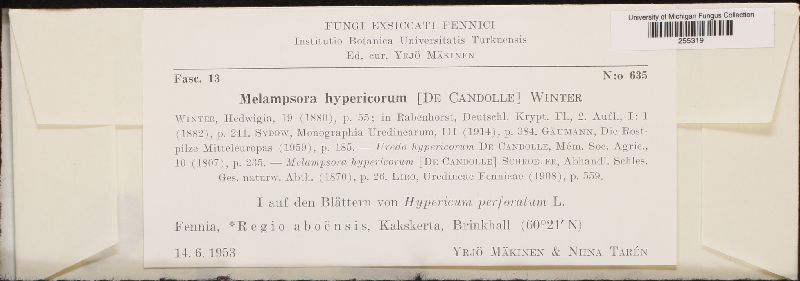 University of Michigan Fungus Collection
255319
FUNGI EXSICCATI FENNICI
Institutio Botanica Universitatis Turkuensis
Ed. cur. YRJÖ MÄKINEN
Fasc. 13 N:o 635
Melampsora hypericorum [DE CANDOLLE] WINTER
WINTER, Hedwigia, 19 (1880), p. 55; in Rabenhorst, Deutschl. Krypt. Fl., 2. Aufl., I: 1
(1882), p. 241. SYDOW, Monographia Uredinearum, III (1914), p. 384. GÄUMANN, Die Rost-
pilze Mitteleuropas (1959), p. 185. — Uredo hypericorum DE CANDOLLE, Mém. Soc. Agric.,
10 (1807), p. 235. — Melampsora hypericorum [DE CANDOLLE] SCHROETER, Abhandl. Schles.
Ges. naturw. Abth. (1870), p. 26. LIRO, Uredineae Fennicae (1908), p. 559.
I auf den Blättern von Hypericum perforatum L.
Fennia, *Regio aboënsis, Kakskerta, Brinkhall (60°21′ N)
14. 6. 1953 YRJÖ MÄKINEN & NIINA TARÉN